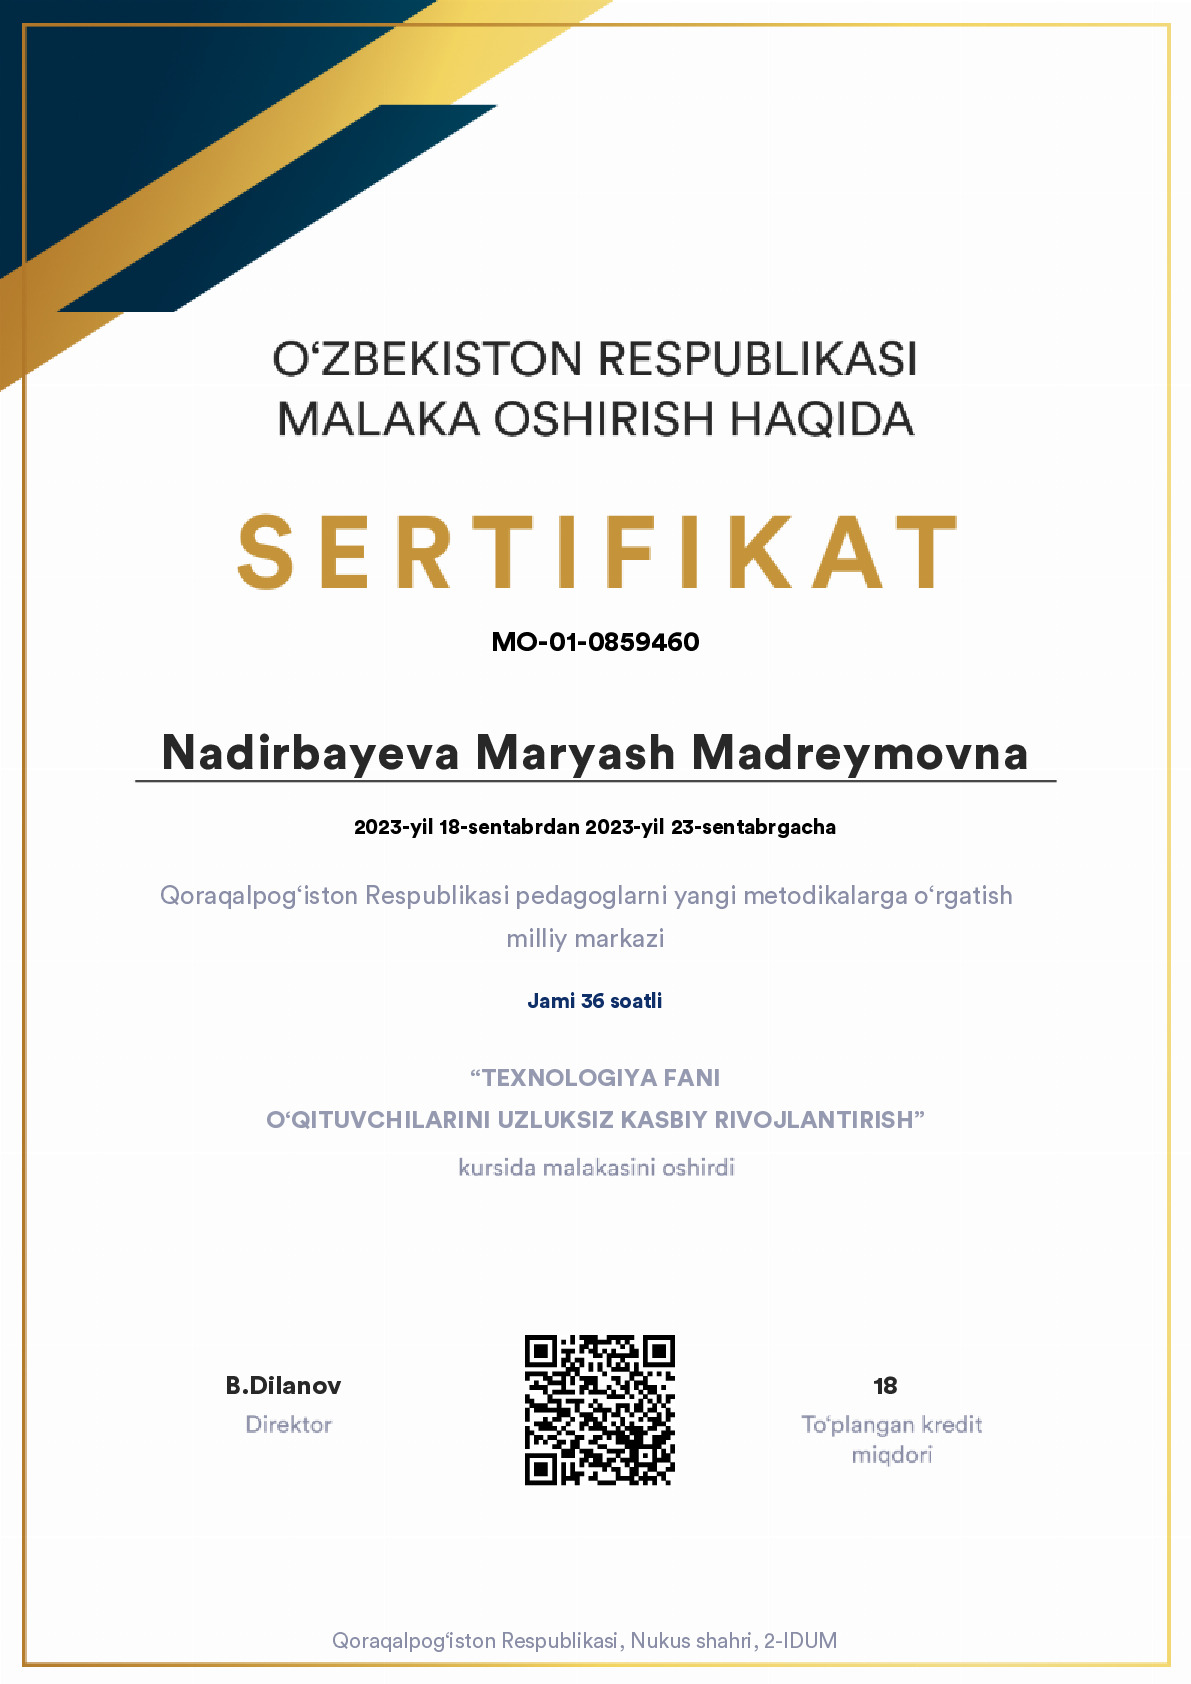 O‘ZBEKISTON RESPUBLIKASI
MALAKA OSHIRISH HAQIDA
SERTIFIKAT
MO-01-0859460
Nadirbayeva Maryash Madreymovna
2023-yil 18-sentabrdan 2023-yil 23-sentabrgacha
Qoraqalpog‘iston Respublikasi pedagoglarni yangi metodikalarga o‘rgatish
milliy markazi
Jami 36 soatli
“TEXNOLOGIYA FANI
O‘QITUVCHILARINI UZLUKSIZ KASBIY RIVOJLANTIRISH”
kursida malakasini oshirdi
B.Dilanov
Direktor
18
To‘plangan kredit
miqdori
Qoraqalpog‘iston Respublikasi, Nukus shahri, 2-IDUM